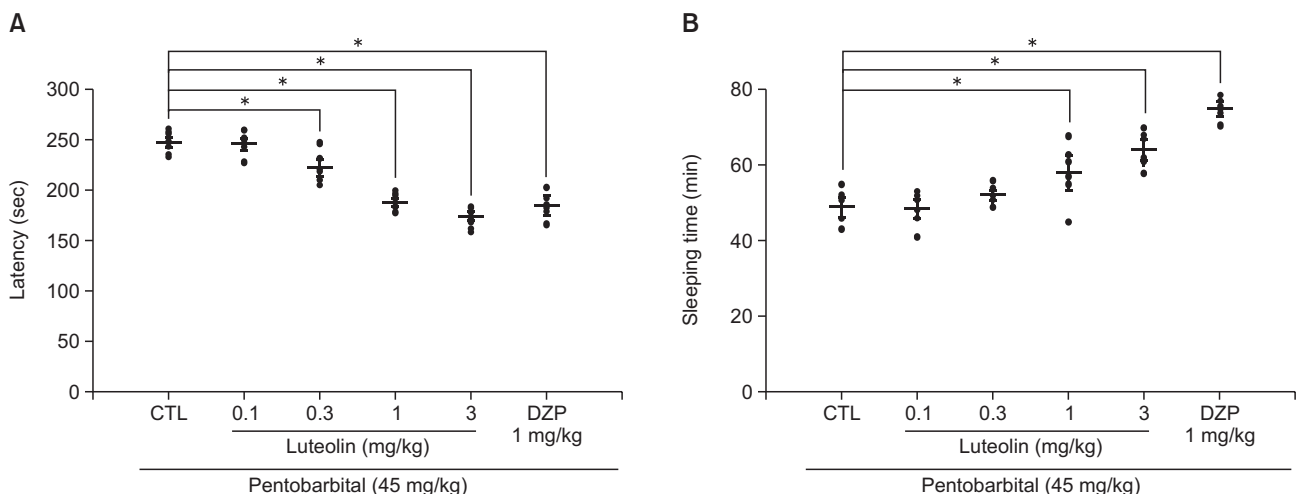 A
*
*
*
*
300
250
200
150
100
50
0
Latency (sec)
CTL 0.1 0.3 1 3 DZP
1 mg/kg
Luteolin (mg/kg)
Pentobarbital (45 mg/kg)
B
*
*
*
80
60
40
20
0
Sleeping time (min)
CTL 0.1 0.3 1 3 DZP
1 mg/kg
Luteolin (mg/kg)
Pentobarbital (45 mg/kg)